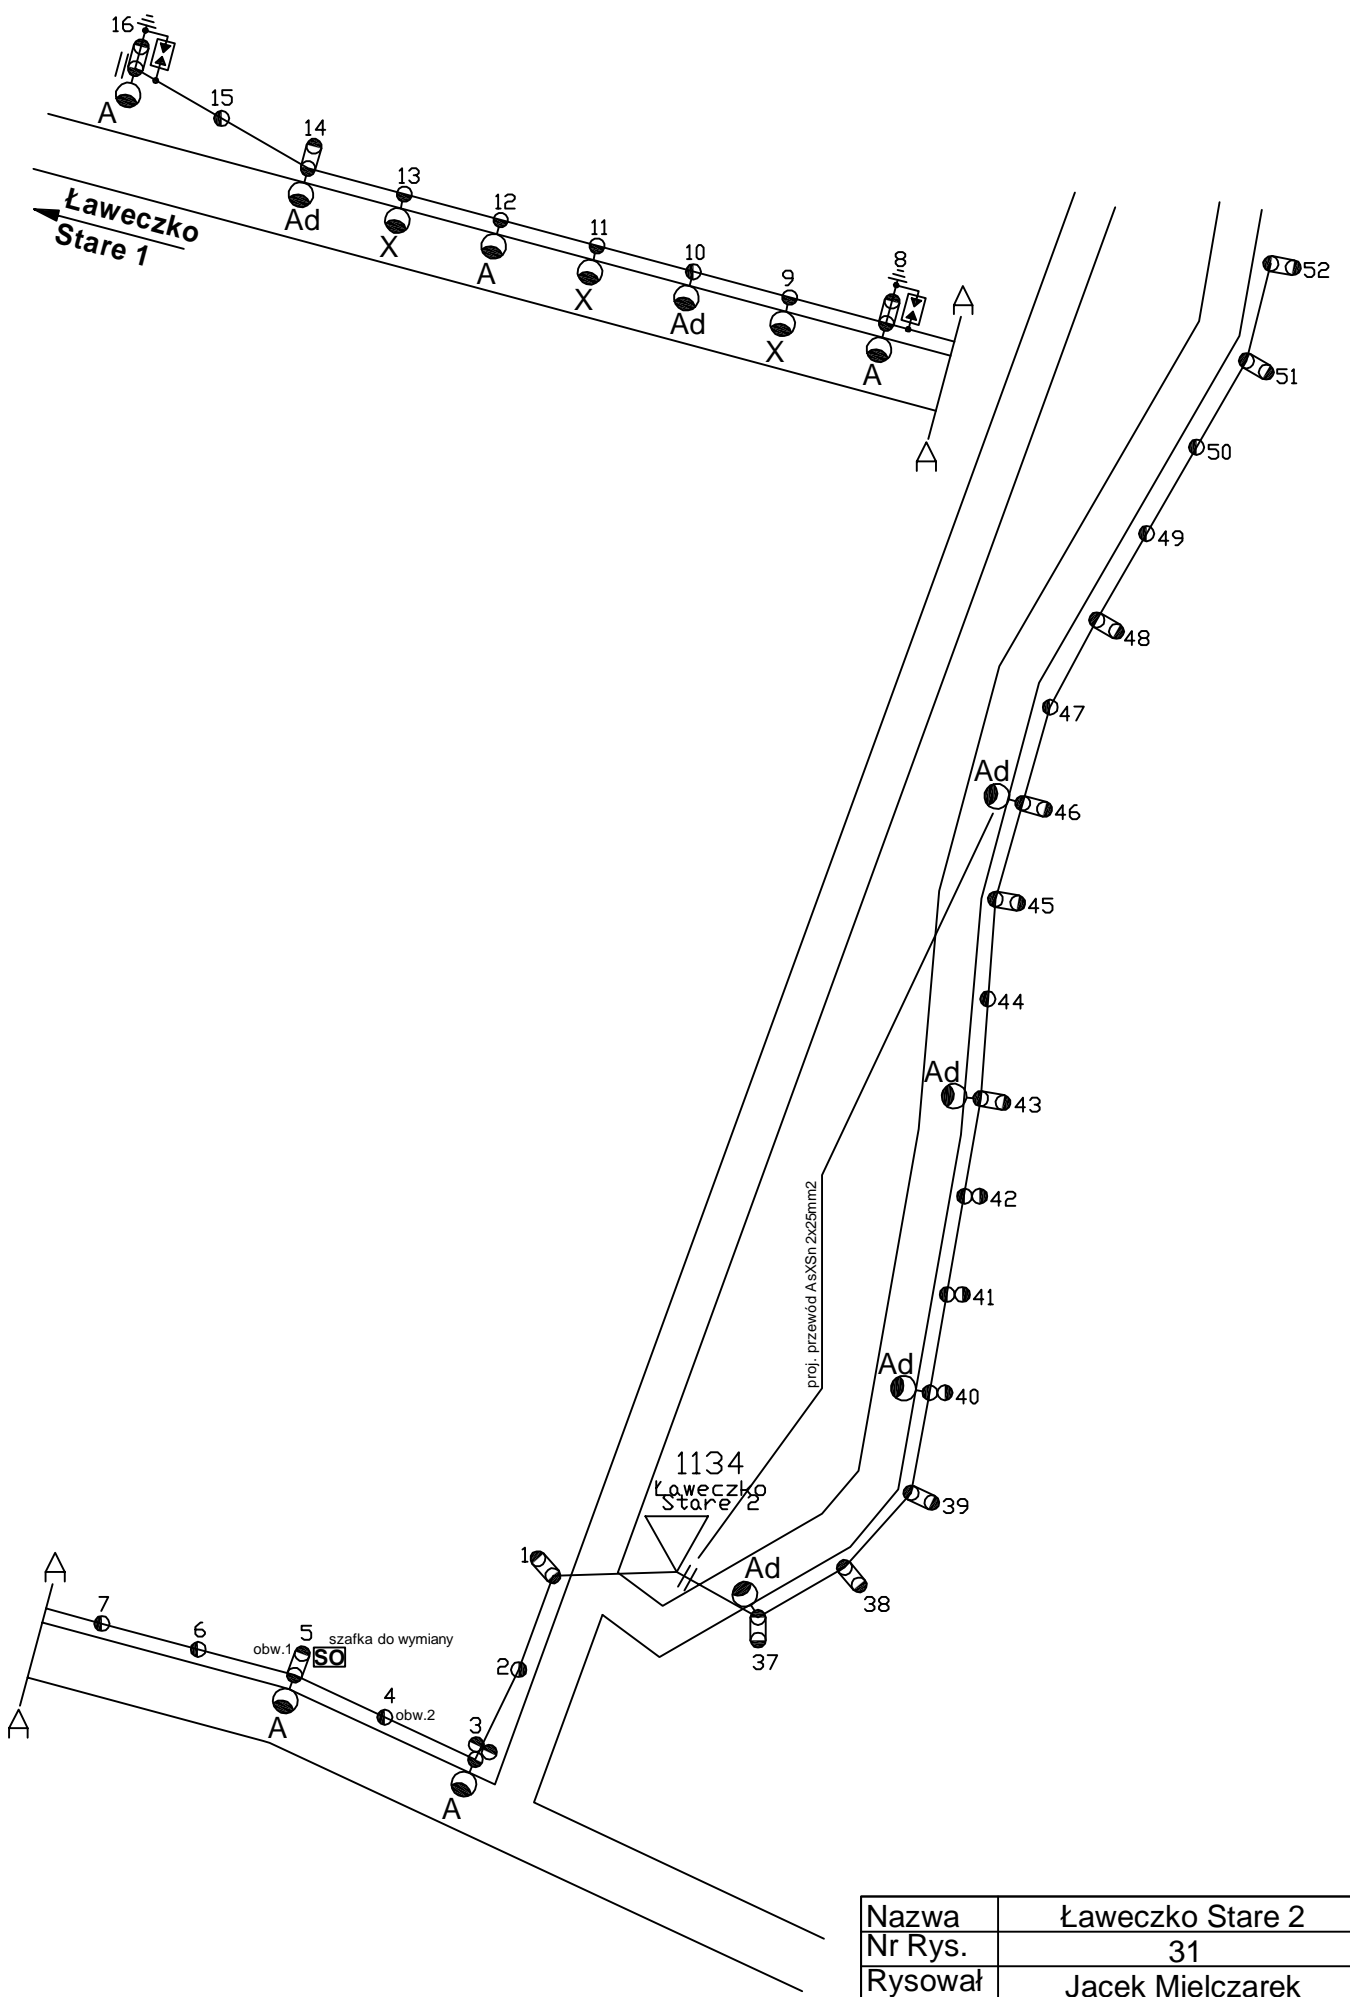 16
A
15
14
Ad
13
X
12
A
11
X
10
Ad
9
X
8
A
A
A
Ławeczko
Stare 1
52
51
50
49
48
47
Ad
46
45
44
Ad
43
42
41
Ad
40
39
38
Ad
37
proj. przewód AsXSn 2x25mm2
1134
Ławeczko
Stare 2
1
2
3
A
4
obw.2
5
obw.1
szafka do wymiany
SO
A
6
7
A
A
Nazwa Ławeczko Stare 2
Nr Rys. 31
Rysował Jacek Mielczarek